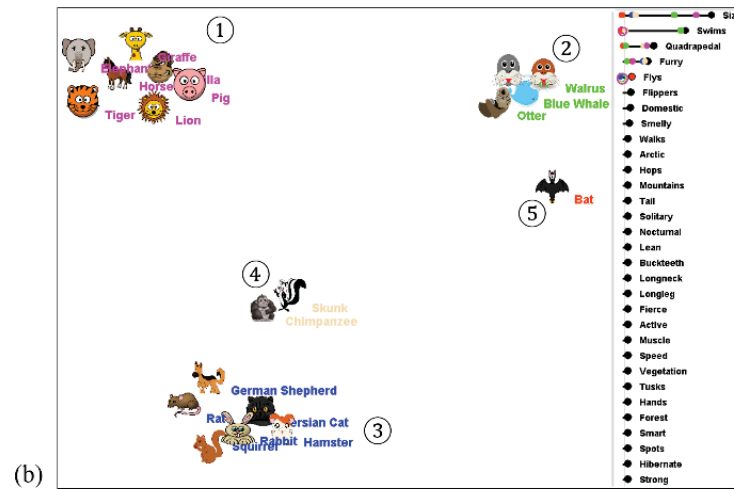 1
Giraffe
Elephan
Horse
lla
Pig
Tiger
Lion
2
Walrus
Blue Whale
Otter
Bat
5
4
Skunk
Chimpanzee
German Shepherd
Rat
ersian Cat
3
Rabbit
Hamster
Squirrel
(b)
Siz
Swims
Quadrapedal
Furry
Flys
Flippers
Domestic
Smelly
Walks
Arctic
Hops
Mountains
Tail
Solitary
Nocturnal
Lean
Buckteeth
Longneck
Longleg
Fierce
Active
Muscle
Speed
Vegetation
Tusks
Hands
Forest
Smart
Spots
Hibernate
Strong